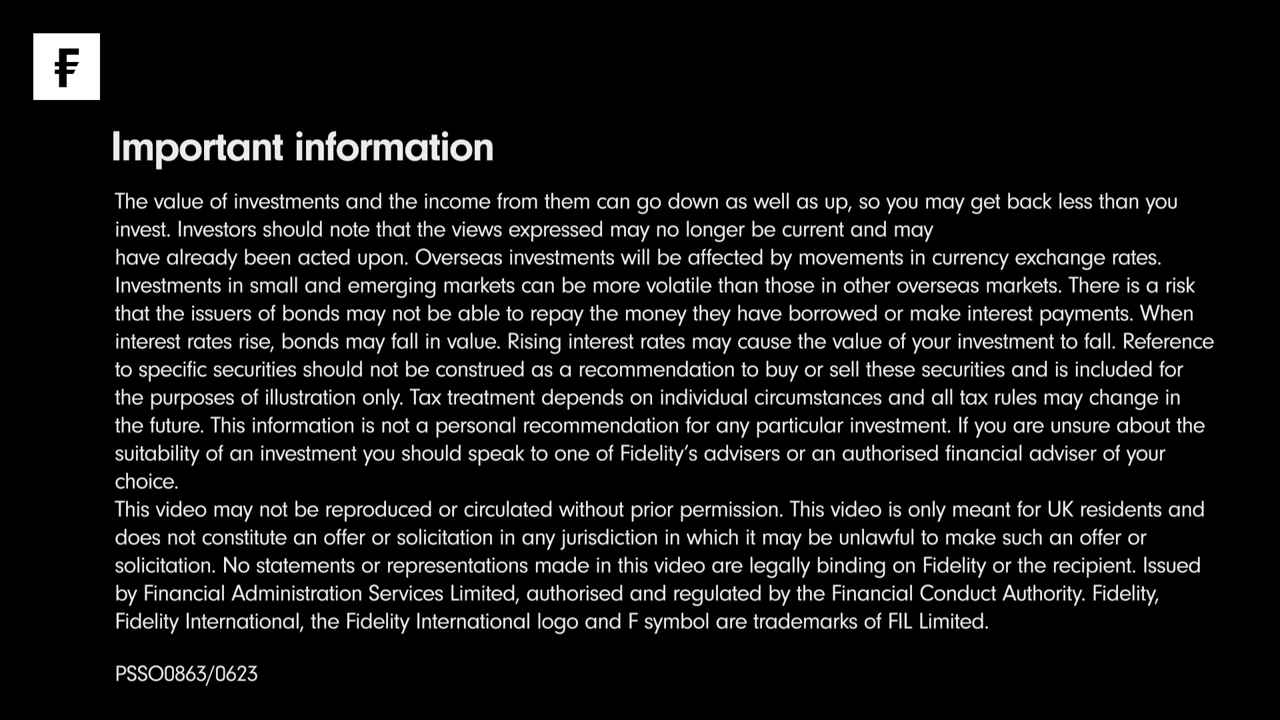 F
Important information
The value of investments and the income from them can go down as well as up, so you may get back less than you
invest. Investors should note that the views expressed may no longer be current and may
have already been acted upon. Overseas investments will be affected by movements in currency exchange rates.
Investments in small and emerging markets can be more volatile than those in other overseas markets. There is a risk
that the issuers of bonds may not be able to repay the money they have borrowed or make interest payments. When
interest rates rise, bonds may fall in value. Rising interest rates may cause the value of your investment to fall. Reference
to specific securities should not be construed as a recommendation to buy or sell these securities and is included for
the purposes of illustration only. Tax treatment depends on individual circumstances and all tax rules may change in
the future. This information is not a personal recommendation for any particular investment. If you are unsure about the
suitability of an investment you should speak to one of Fidelity’s advisers or an authorised financial adviser of your
choice.
This video may not be reproduced or circulated without prior permission. This video is only meant for UK residents and
does not constitute an offer or solicitation in any jurisdiction in which it may be unlawful to make such an offer or
solicitation. No statements or representations made in this video are legally binding on Fidelity or the recipient. Issued
by Financial Administration Services Limited, authorised and regulated by the Financial Conduct Authority. Fidelity,
Fidelity International, the Fidelity International logo and F symbol are trademarks of FIL Limited.
PSSO0863/0623